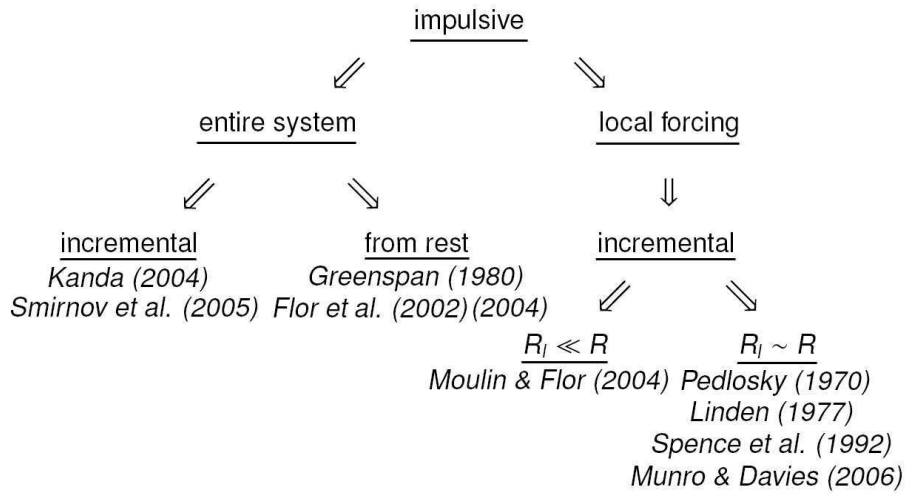 impulsive
entire system
local forcing
incremental
Kanda (2004)
Smirnov et al. (2005)
from rest
Greenspan (1980)
Flor et al. (2002)(2004)
incremental
R_l ≪ R
Moulin & Flor (2004)
R_l ~ R
Pedlosky (1970)
Linden (1977)
Spence et al. (1992)
Munro & Davies (2006)